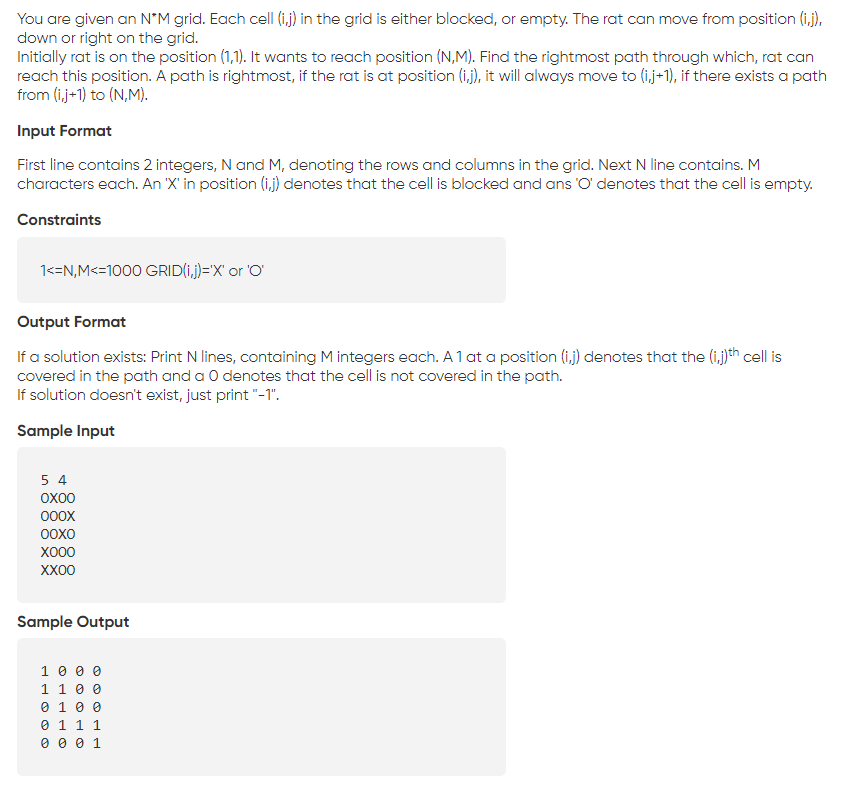 You are given an N*M grid. Each cell (i,j) in the grid is either blocked, or empty. The rat can move from position (i,j),
down or right on the grid.
Initially rat is on the position (1,1). It wants to reach position (N,M). Find the rightmost path through which, rat can
reach this position. A path is rightmost, if the rat is at position (i,j), it will always move to (i,j+1), if there exists a path
from (i,j+1) to (N,M).
Input Format
First line contains 2 integers, N and M, denoting the rows and columns in the grid. Next N line contains. M
characters each. An 'X' in position (i,j) denotes that the cell is blocked and ans 'O' denotes that the cell is empty.
Constraints
1<=N,M<=1000 GRID(i,j)='X' or 'O'
Output Format
If a solution exists: Print N lines, containing M integers each. A 1 at a position (i,j) denotes that the (i,j)th cell is
covered in the path and a 0 denotes that the cell is not covered in the path.
If solution doesn't exist, just print "-1".
Sample Input
5 4
OXOO
OOOX
OOXO
XOOO
XXOO
Sample Output
1 0 0 0
1 1 0 0
0 1 0 0
0 1 1 1
0 0 0 1